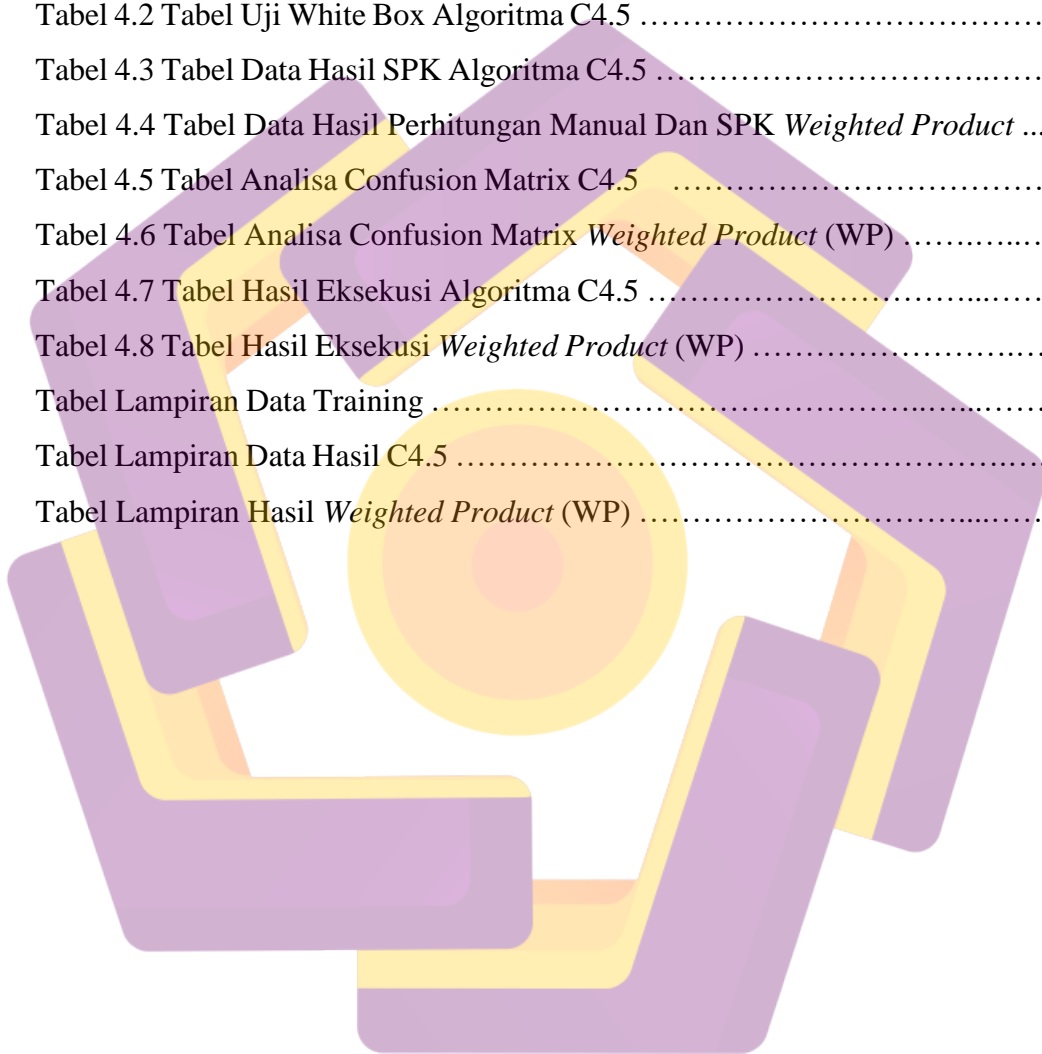 Tabel 4.2 Tabel Uji White Box Algoritma C4.5 ……………………………….
Tabel 4.3 Tabel Data Hasil SPK Algoritma C4.5 …………………………...……
Tabel 4.4 Tabel Data Hasil Perhitungan Manual Dan SPK Weighted Product ...
Tabel 4.5 Tabel Analisa Confusion Matrix C4.5 ……………………………….
Tabel 4.6 Tabel Analisa Confusion Matrix Weighted Product (WP) …….….…
Tabel 4.7 Tabel Hasil Eksekusi Algoritma C4.5 …………………………...……
Tabel 4.8 Tabel Hasil Eksekusi Weighted Product (WP) …………………….….
Tabel Lampiran Data Training ………………………………………...…...……
Tabel Lampiran Data Hasil C4.5 ……………………………………………….….
Tabel Lampiran Hasil Weighted Product (WP) …………………………....……